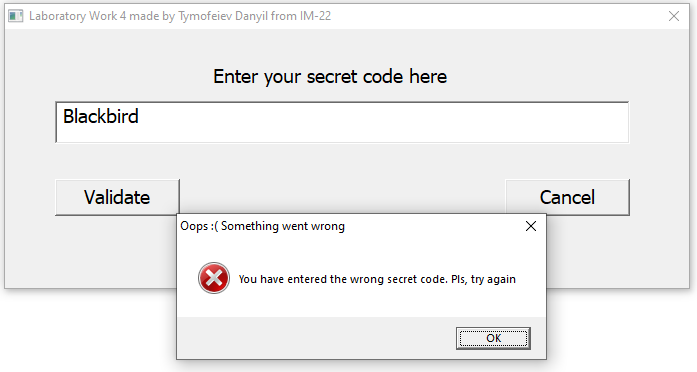 Laboratory Work 4 made by Tymofeiev Danyil from IM-22
Enter your secret code here
Blackbird
Validate
Cancel
Oops :( Something went wrong
You have entered the wrong secret code. Pls, try again
OK